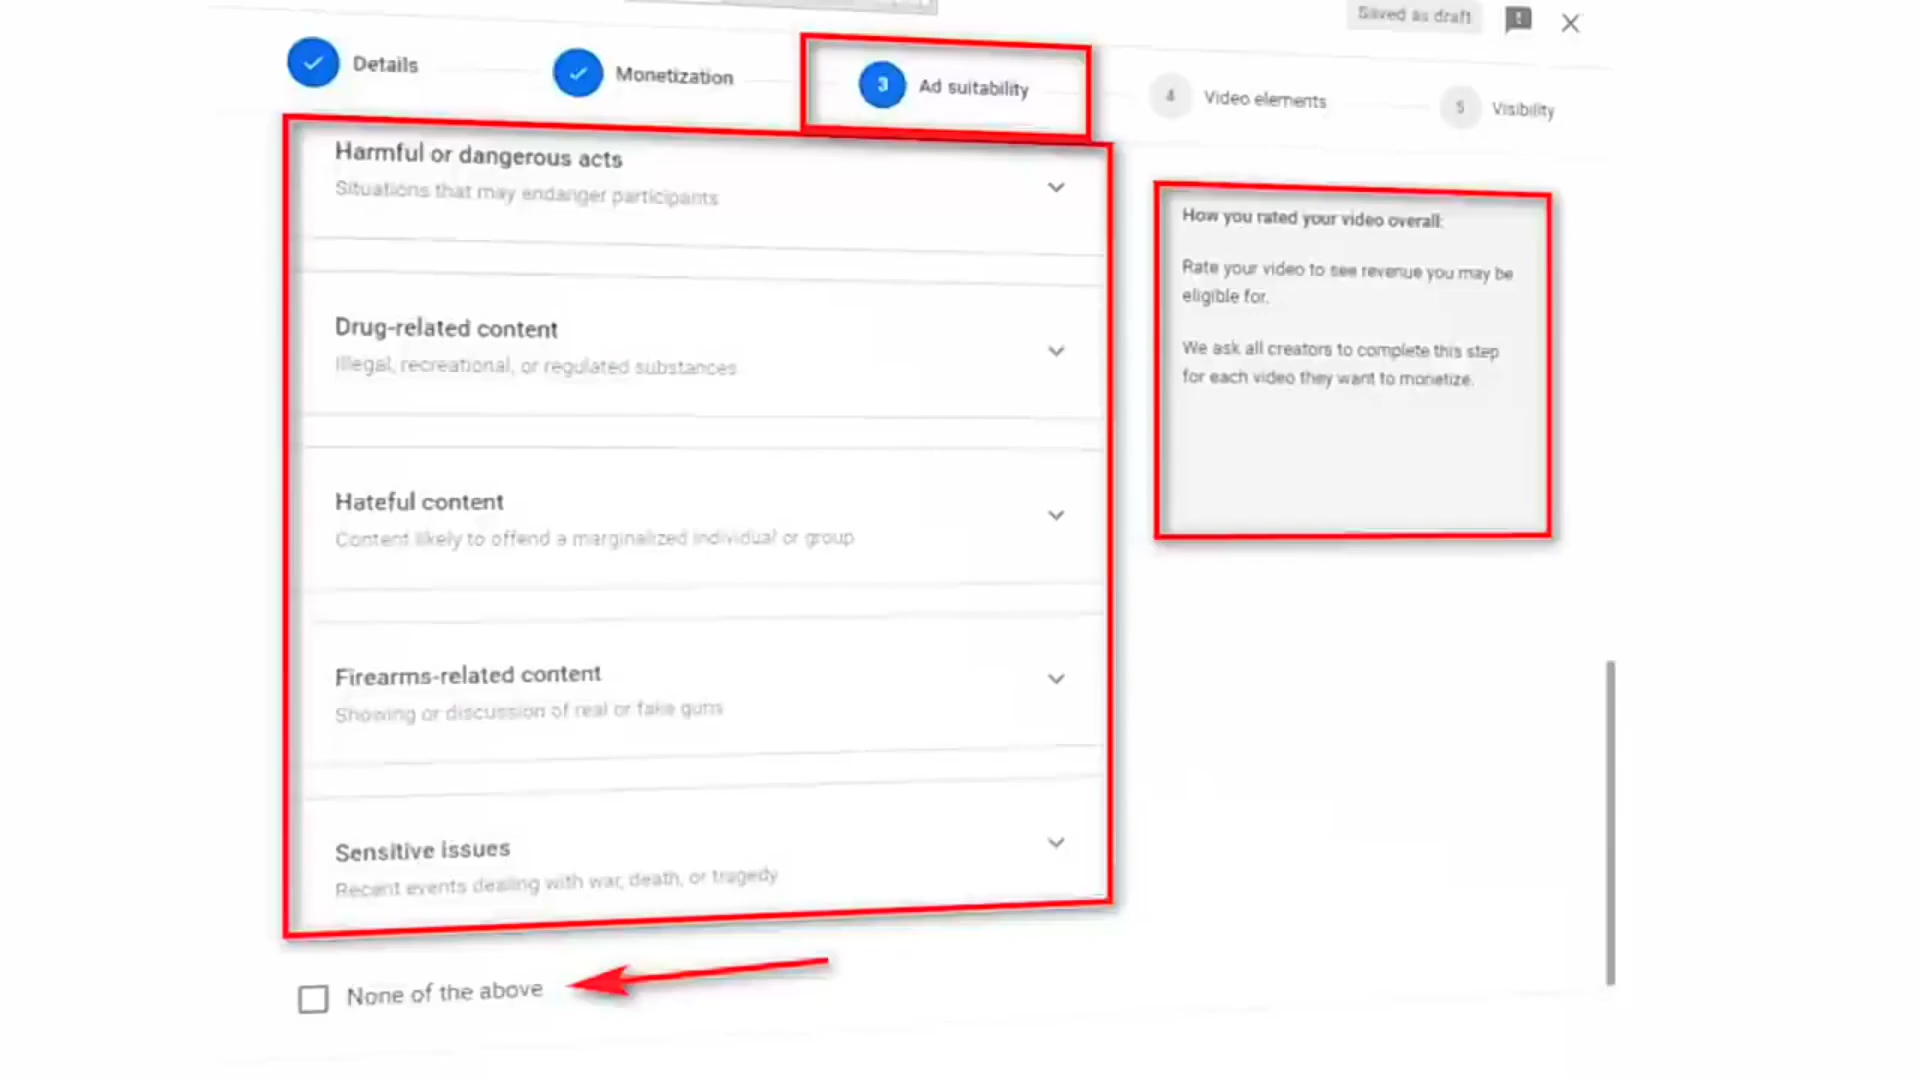 Saved as draft
Details
Monetization
3
Ad suitability
4
Video elements
5
Visibility
Harmful or dangerous acts
Situations that may endanger participants
Drug-related content
Illegal, recreational, or regulated substances
Hateful content
Content likely to offend a marginalized individual or group
Firearms-related content
Showing or discussion of real or fake guns
Sensitive issues
Recent events dealing with war, death, or tragedy
None of the above
How you rated your video overall:
Rate your video to see revenue you may be
eligible for.
We ask all creators to complete this step
for each video they want to monetize.